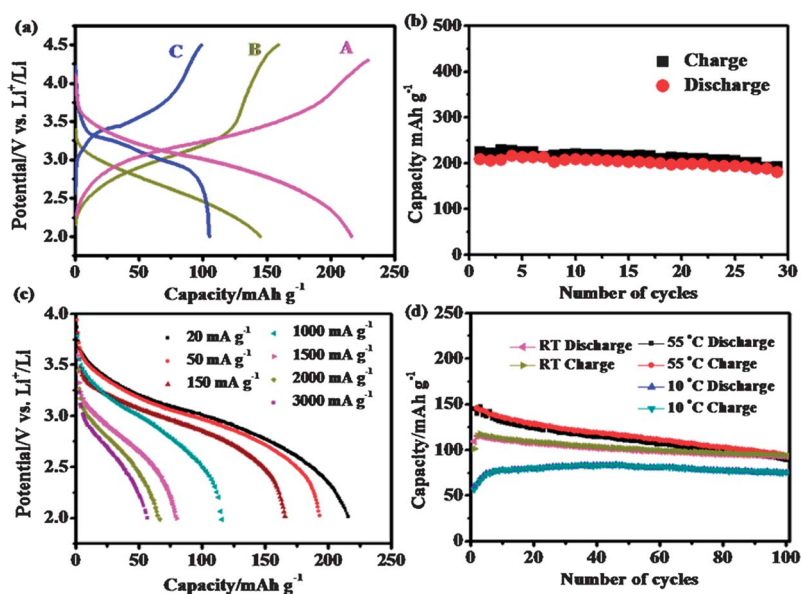 (a)
C B A
4.5
4.0
3.5
3.0
2.5
2.0
Potential/V vs. Li⁺/Li
0 50 100 150 200 250
Capacity/mAh g⁻¹
(b)
Charge
Discharge
500
400
300
200
100
0
Capacity mAh g⁻¹
0 5 10 15 20 25 30
Number of cycles
(c)
20 mA g⁻¹
50 mA g⁻¹
150 mA g⁻¹
1000 mA g⁻¹
1500 mA g⁻¹
2000 mA g⁻¹
3000 mA g⁻¹
4.0
3.5
3.0
2.5
2.0
Potential/V vs. Li⁺/Li
0 50 100 150 200 250
Capacity/mAh g⁻¹
(d)
RT Discharge
RT Charge
55 °C Discharge
55 °C Charge
10 °C Discharge
10 °C Charge
250
200
150
100
50
0
Capacity/mAh g⁻¹
0 20 40 60 80 100
Number of cycles